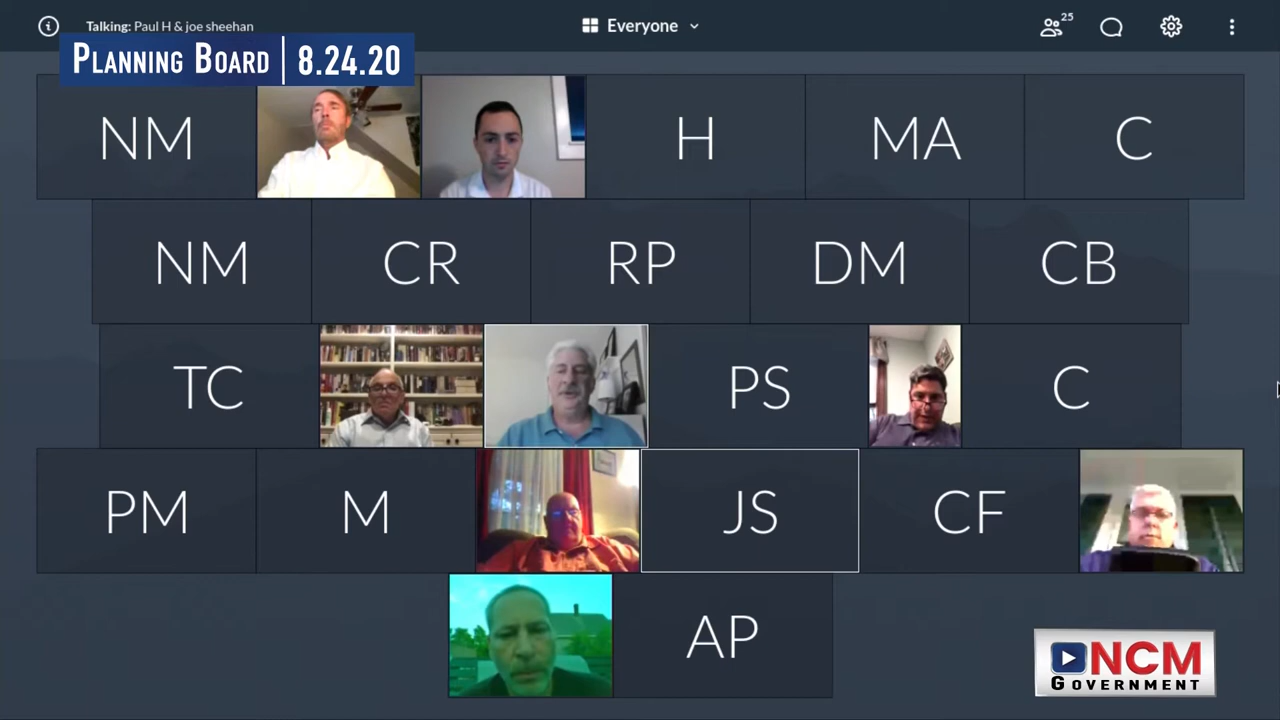 Talking: Paul H & joe sheehan
Everyone
25
PLANNING BOARD | 8.24.20
NM
H
MA
C
NM
CR
RP
DM
CB
TC
PS
C
PM
M
JS
CF
AP
NCM
GOVERNMENT